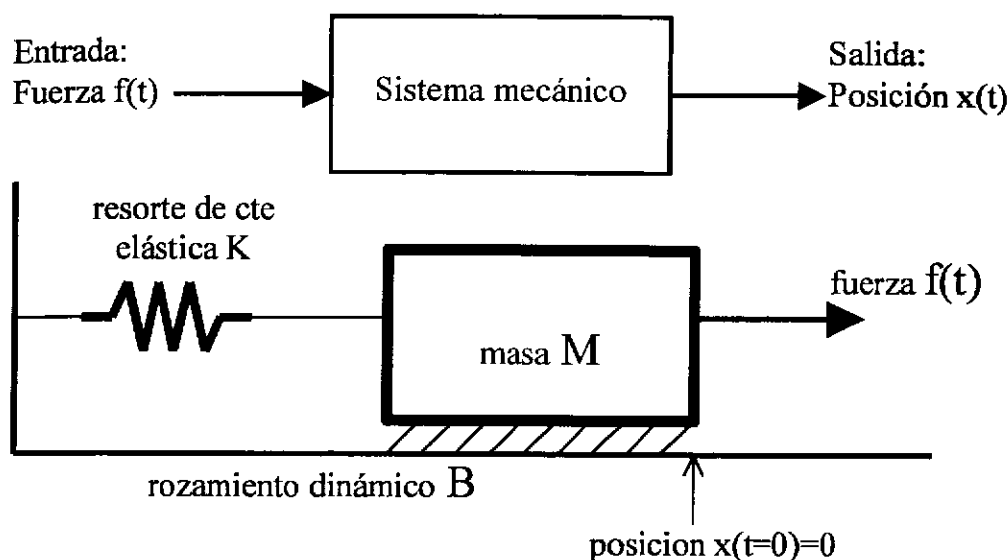 Entrada:
Fuerza f(t)
Sistema mecánico
Salida:
Posición x(t)
resorte de cte
elástica K
fuerza f(t)
masa M
rozamiento dinámico B
posicion x(t=0)=0